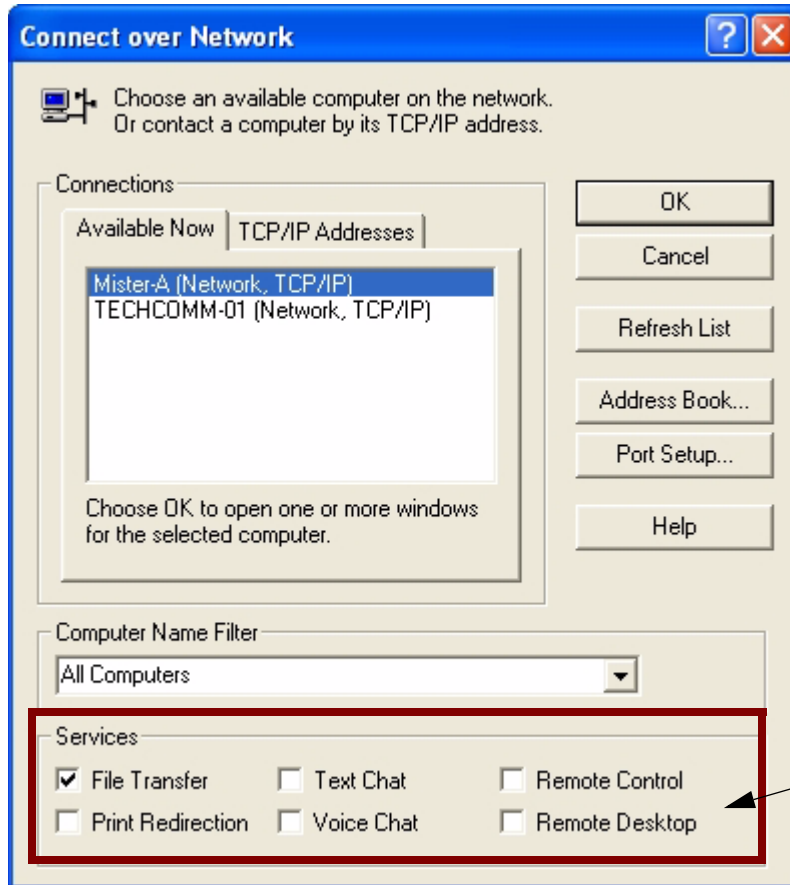 Connect over Network
Choose an available computer on the network.
Or contact a computer by its TCP/IP address.
Connections
Available Now
TCP/IP Addresses
Mister-A (Network, TCP/IP)
TECHCOMM-01 (Network, TCP/IP)
Choose OK to open one or more windows
for the selected computer.
OK
Cancel
Refresh List
Address Book...
Port Setup...
Help
Computer Name Filter
All Computers
Services
File Transfer
Text Chat
Remote Control
Print Redirection
Voice Chat
Remote Desktop